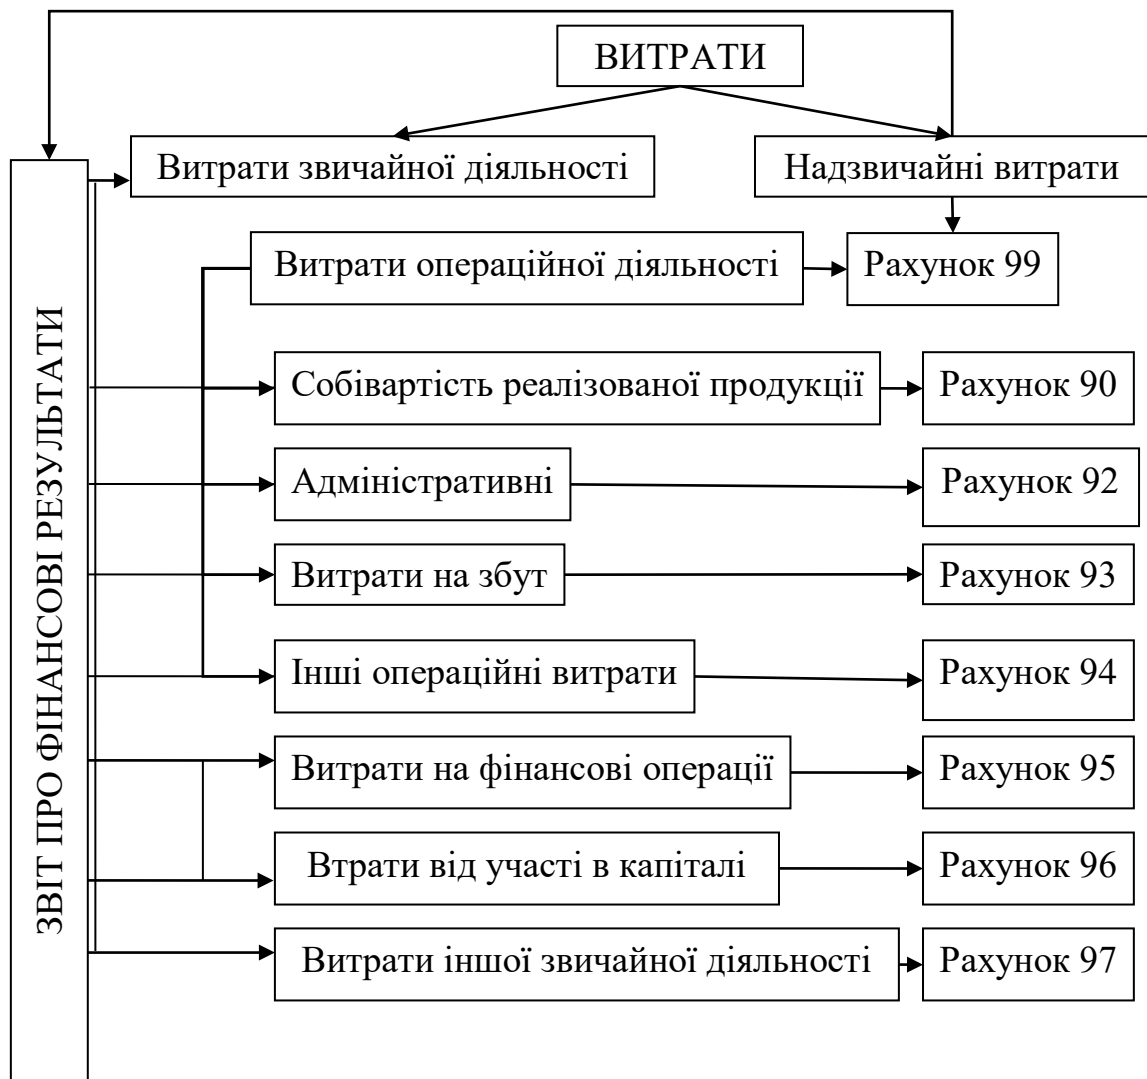 ВИТРАТИ
Витрати звичайної діяльності
Надзвичайні витрати
Витрати операційної діяльності
Рахунок 99
ЗВІТ ПРО ФІНАНСОВІ РЕЗУЛЬТАТИ
Собівартість реалізованої продукції
Рахунок 90
Адміністративні
Рахунок 92
Витрати на збут
Рахунок 93
Інші операційні витрати
Рахунок 94
Витрати на фінансові операції
Рахунок 95
Втрати від участі в капіталі
Рахунок 96
Витрати іншої звичайної діяльності
Рахунок 97